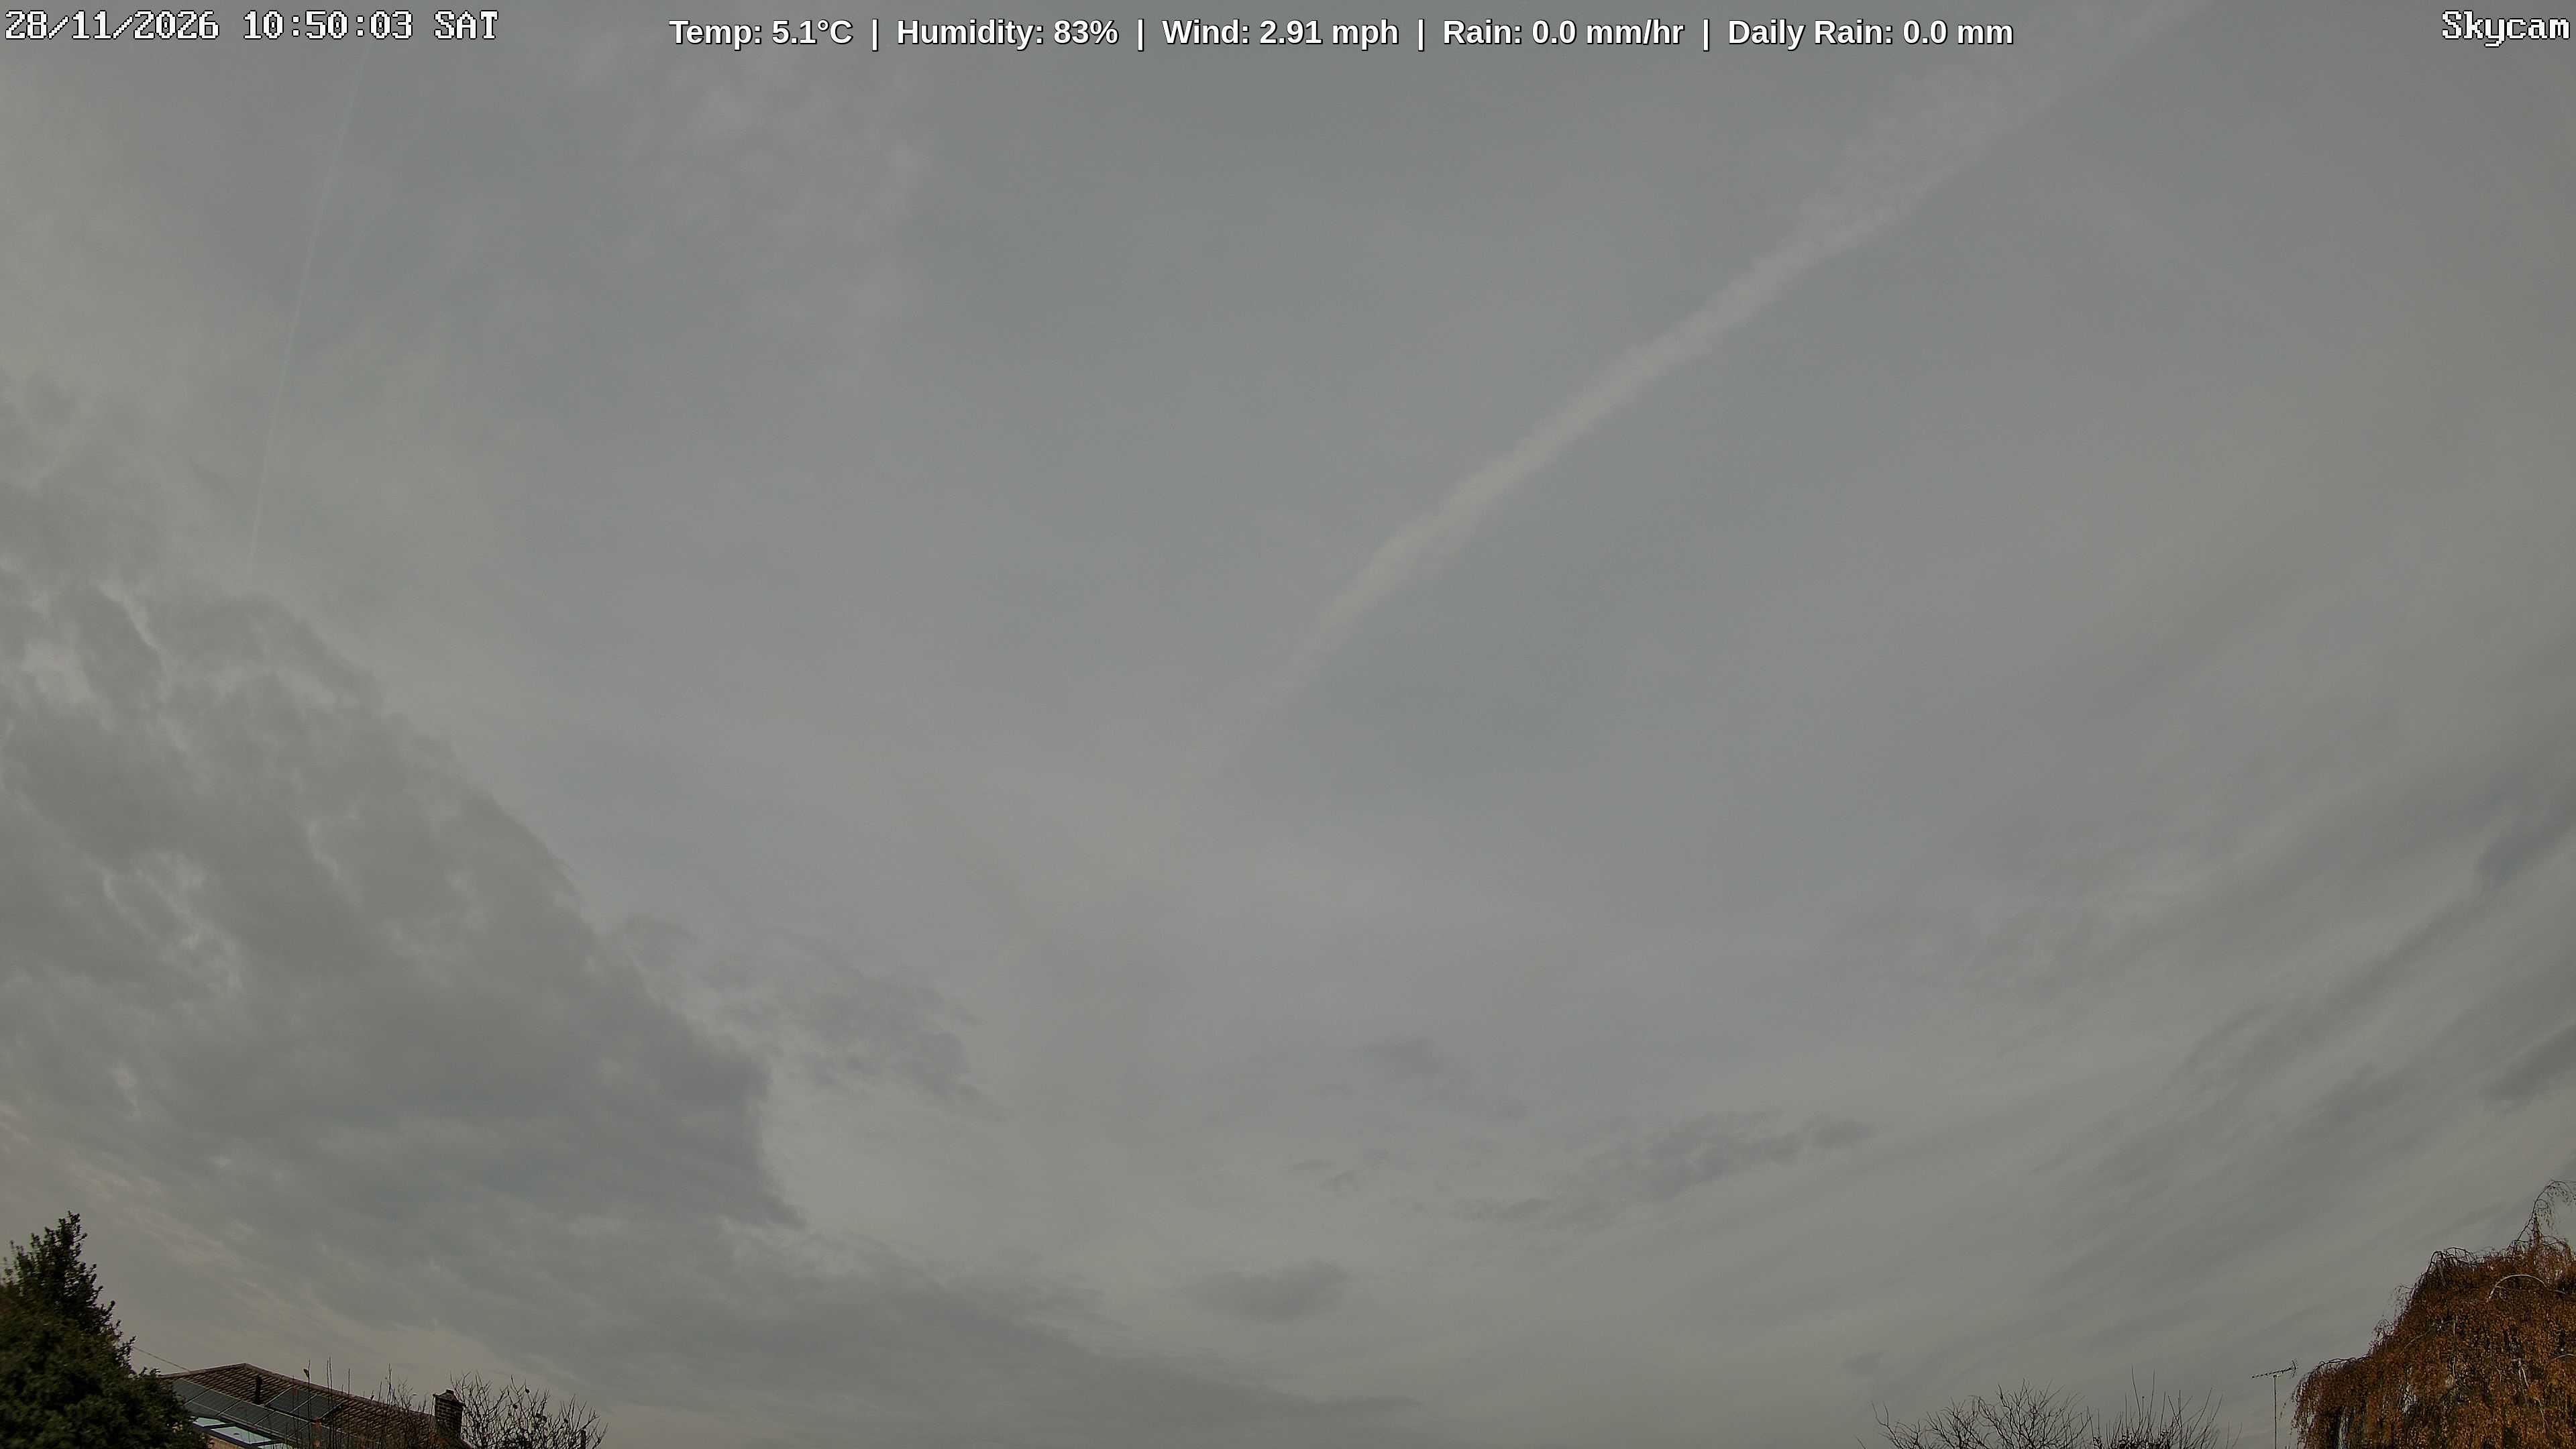 28/11/2026 10:50:03 SAT
Temp: 5.1°C | Humidity: 83% | Wind: 2.91 mph | Rain: 0.0 mm/hr | Daily Rain: 0.0 mm
Skycam